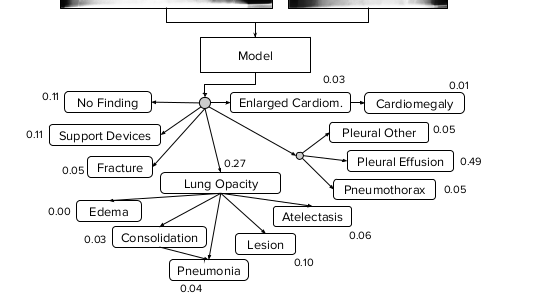 Model
0.03
0.01
0.11 No Finding
Enlarged Cardiom.
Cardiomegaly
0.11 Support Devices
Pleural Other 0.05
0.05 Fracture
0.27
Pleural Effusion 0.49
Lung Opacity
Pneumothorax 0.05
0.00 Edema
Atelectasis
0.06
0.03 Consolidation
Lesion
0.10
Pneumonia
0.04